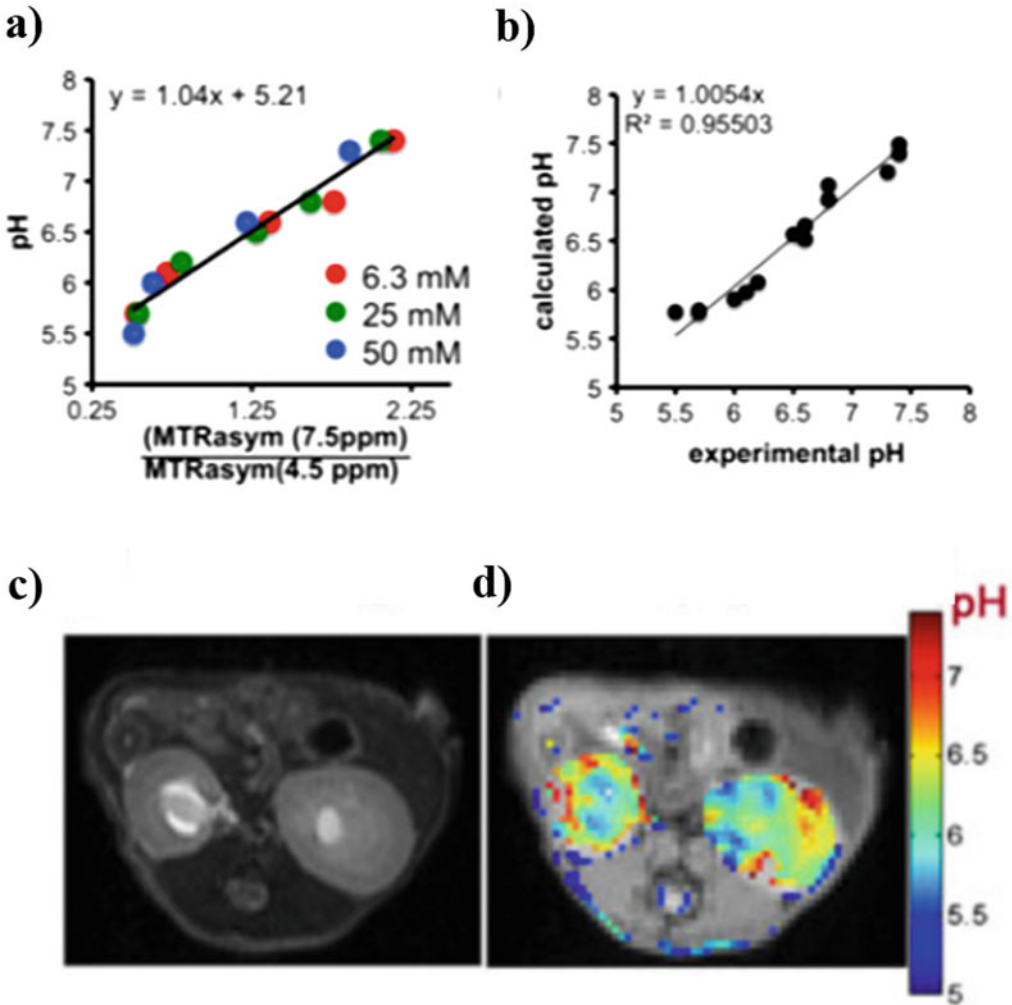 a)
y = 1.04x + 5.21
pH
8
7.5
7
6.5
6
5.5
5
6.3 mM
25 mM
50 mM
0.25
1.25
2.25
(MTRasym (7.5ppm)
MTRasym(4.5 ppm)
b)
y = 1.0054x
R² = 0.95503
calculated pH
8
7.5
7
6.5
6
5.5
5
5
5.5
6
6.5
7
7.5
8
experimental pH
c)
d)
pH
7
6.5
6
5.5
5